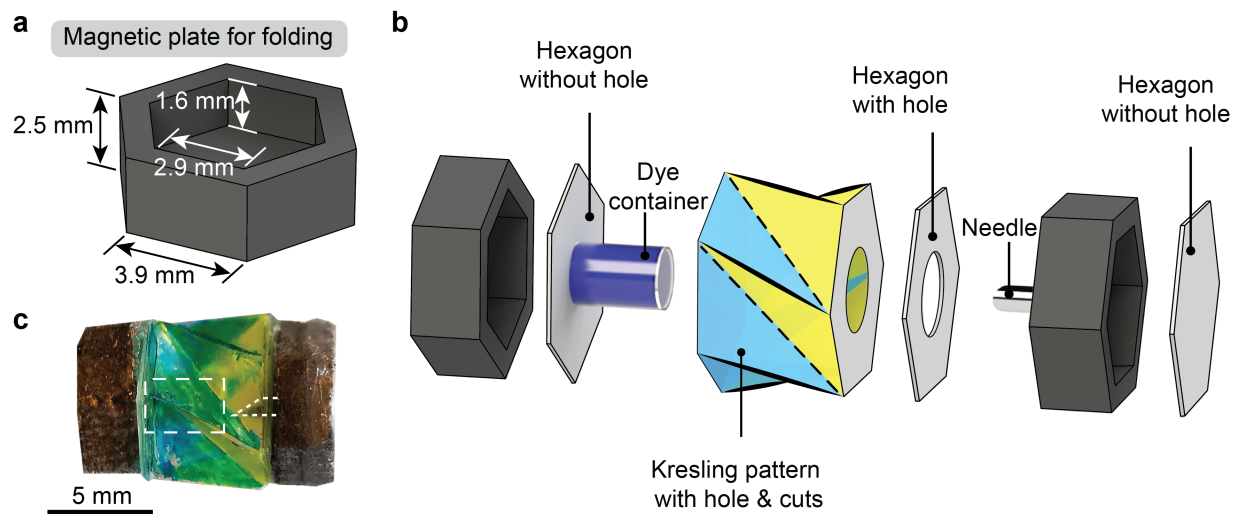 a
Magnetic plate for folding
1.6 mm
2.5 mm
2.9 mm
3.9 mm
b
Hexagon
without hole
Dye
container
Hexagon
with hole
Needle
Hexagon
without hole
Kresling pattern
with hole & cuts
c
5 mm